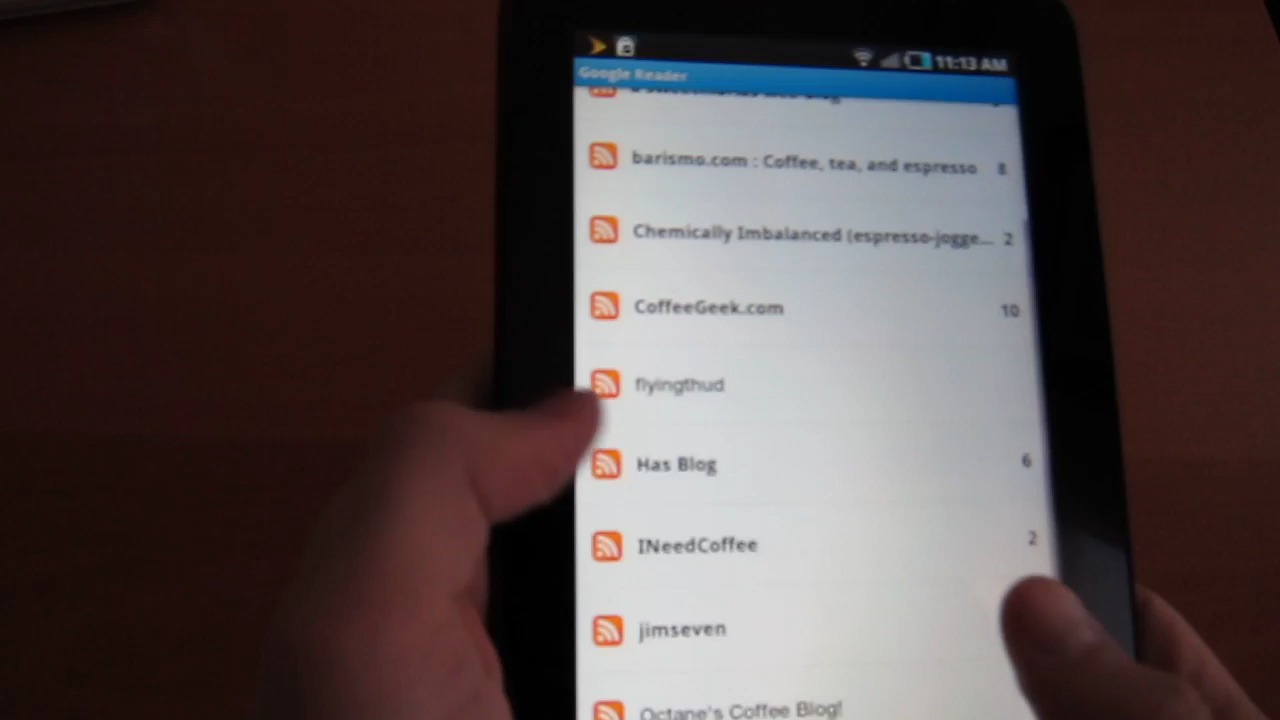 11:13 AM
Google Reader
barismo.com : Coffee, tea, and espresso 8
Chemically Imbalanced (espresso-jogge... 2
CoffeeGeek.com 10
flyingthud
Has Blog 6
INeedCoffee 2
jimseven
Octane's Coffee Blog!